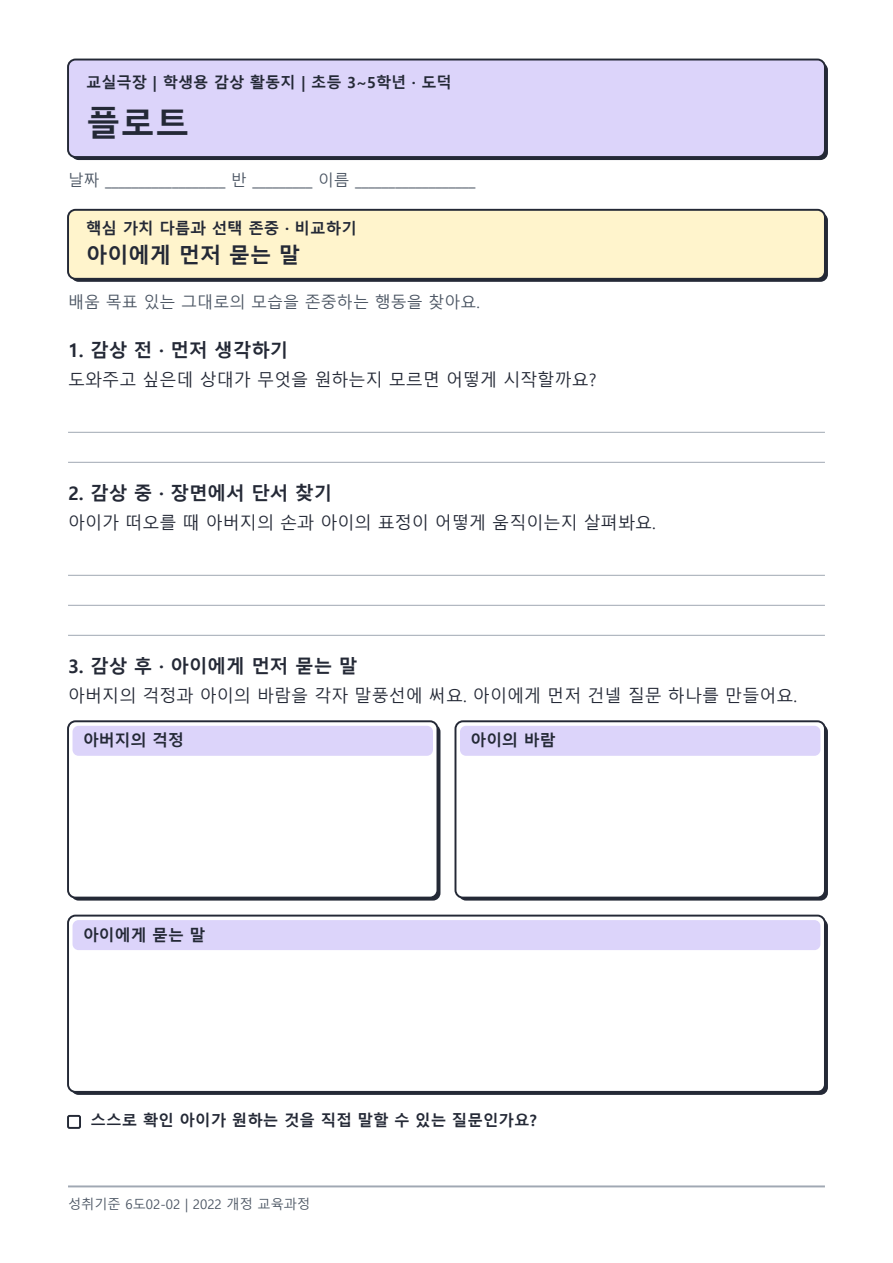 교실극장 | 학생용 감상 활동지 | 초등 3~5학년 · 도덕
플로트
날짜 _______________ 반 _______ 이름 _______________
핵심 가치 다름과 선택 존중 · 비교하기
아이에게 먼저 묻는 말
배움 목표 있는 그대로의 모습을 존중하는 행동을 찾아요.
1. 감상 전 · 먼저 생각하기
도와주고 싶은데 상대가 무엇을 원하는지 모르면 어떻게 시작할까요?
2. 감상 중 · 장면에서 단서 찾기
아이가 떠오를 때 아버지의 손과 아이의 표정이 어떻게 움직이는지 살펴봐요.
3. 감상 후 · 아이에게 먼저 묻는 말
아버지의 걱정과 아이의 바람을 각자 말풍선에 써요. 아이에게 먼저 건넬 질문 하나를 만들어요.
아버지의 걱정
아이의 바람
아이에게 묻는 말
스스로 확인 아이가 원하는 것을 직접 말할 수 있는 질문인가요?
성취기준 6도02-02 | 2022 개정 교육과정